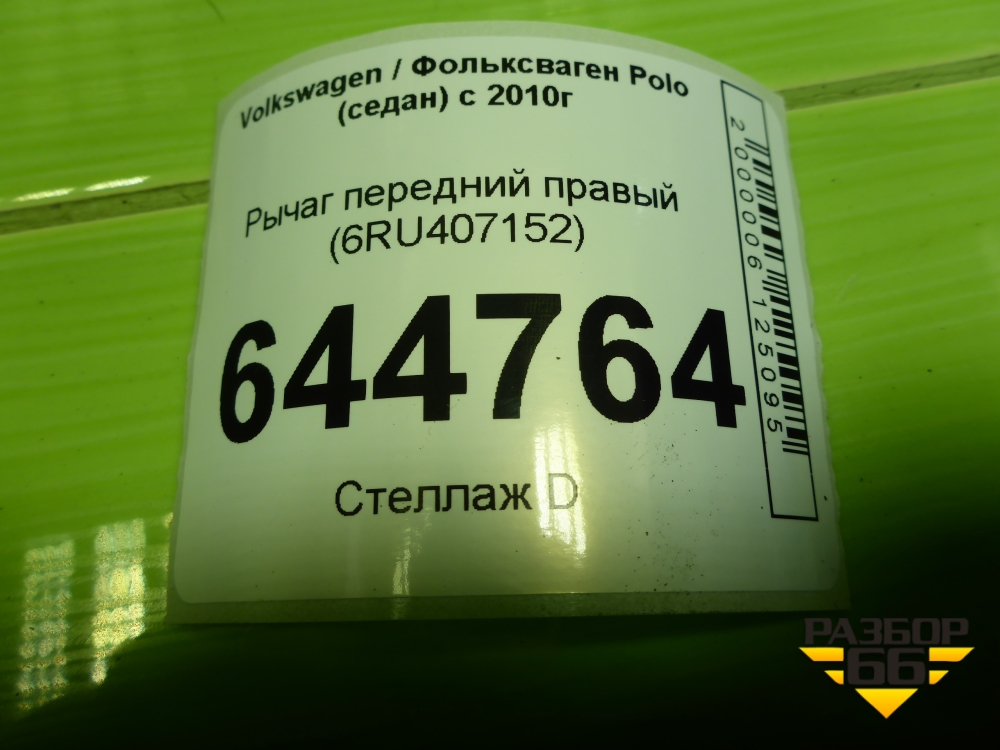 Volkswagen / Фольксваген Polo
(седан) с 2010г
Рычаг передний правый
(6RU407152)
644764
Стеллаж D
2000006125095
РАЗБОР
66